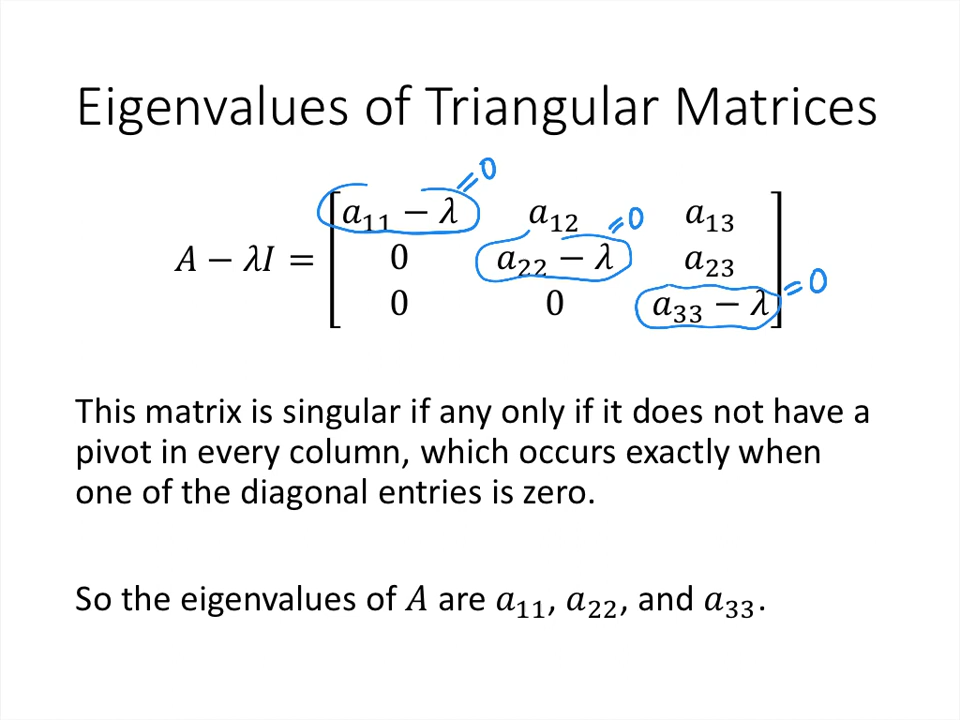 Eigenvalues of Triangular Matrices
a₁₁ − λ a₁₂ a₁₃ =0
A − λI = 0 a₂₂ − λ a₂₃ =0
0 0 a₃₃ − λ =0
This matrix is singular if any only if it does not have a
pivot in every column, which occurs exactly when
one of the diagonal entries is zero.
So the eigenvalues of A are a₁₁, a₂₂, and a₃₃.